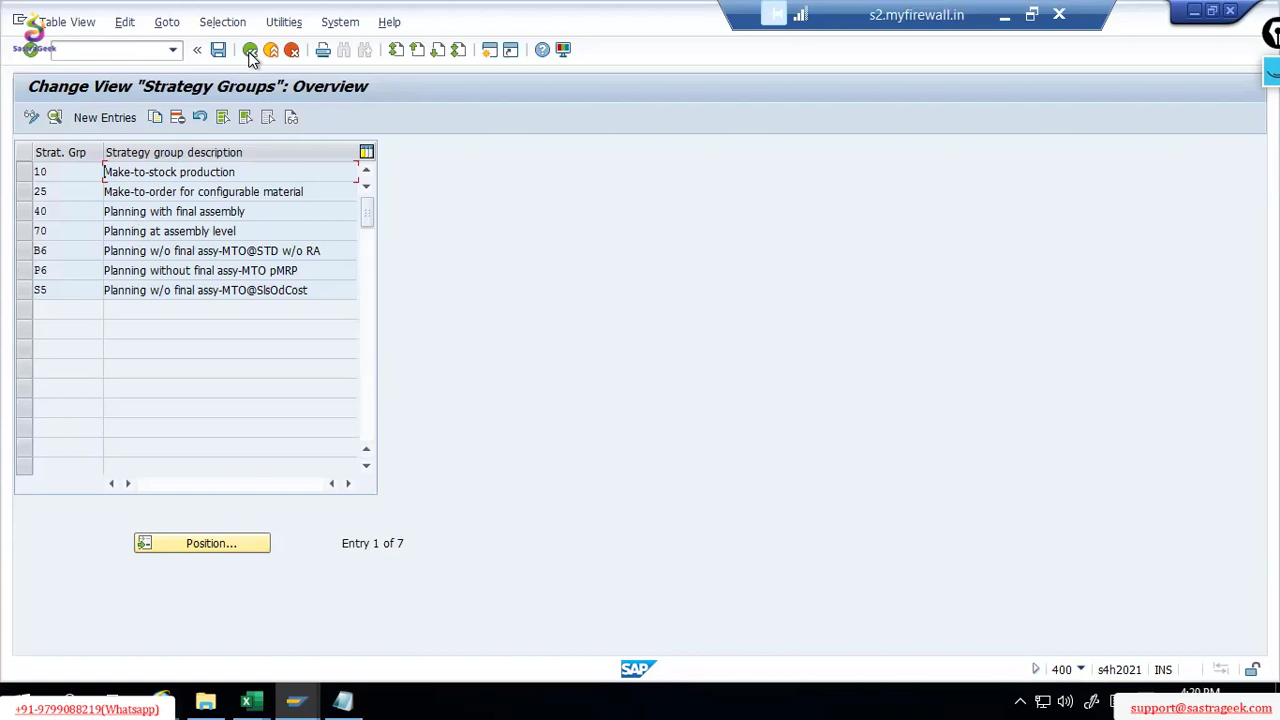 Table View Edit Goto Selection Utilities System Help
s2.myfirewall.in
SastraGeek
Change View "Strategy Groups": Overview
New Entries
Strat. Grp Strategy group description
10 Make-to-stock production
25 Make-to-order for configurable material
40 Planning with final assembly
70 Planning at assembly level
B6 Planning w/o final assy-MTO@STD w/o RA
P6 Planning without final assy-MTO pMRP
S5 Planning w/o final assy-MTO@SlsOdCost
Position... Entry 1 of 7
SAP 400 s4h2021 INS
4:20 PM
+91-9799088219(Whatsapp) support@sastrageek.com